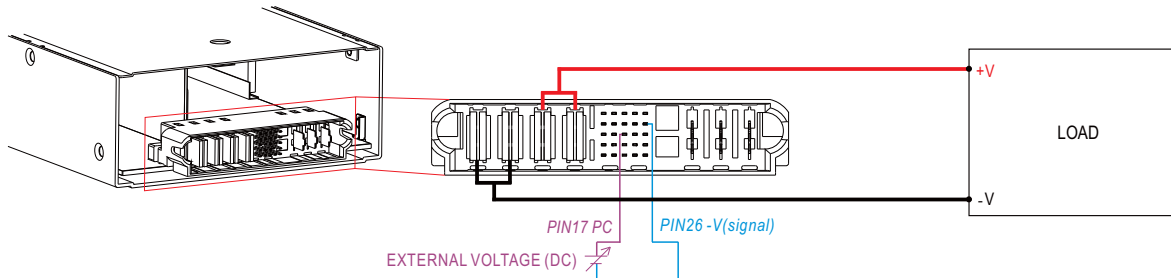 +V
LOAD
-V
PIN17 PC
PIN26 -V(signal)
EXTERNAL VOLTAGE (DC)